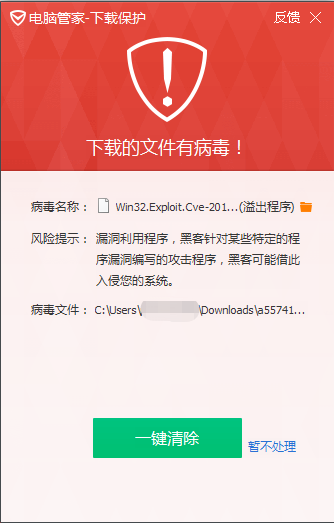 电脑管家-下载保护 反馈
下载的文件有病毒！
病毒名称： Win32.Exploit.Cve-201...(溢出程序)
风险提示： 漏洞利用程序，黑客针对某些特定的程
序漏洞编写的攻击程序，黑客可能借此
入侵您的系统。
病毒文件： C:\Users\ \Downloads\a55741...
一键清除 暂不处理